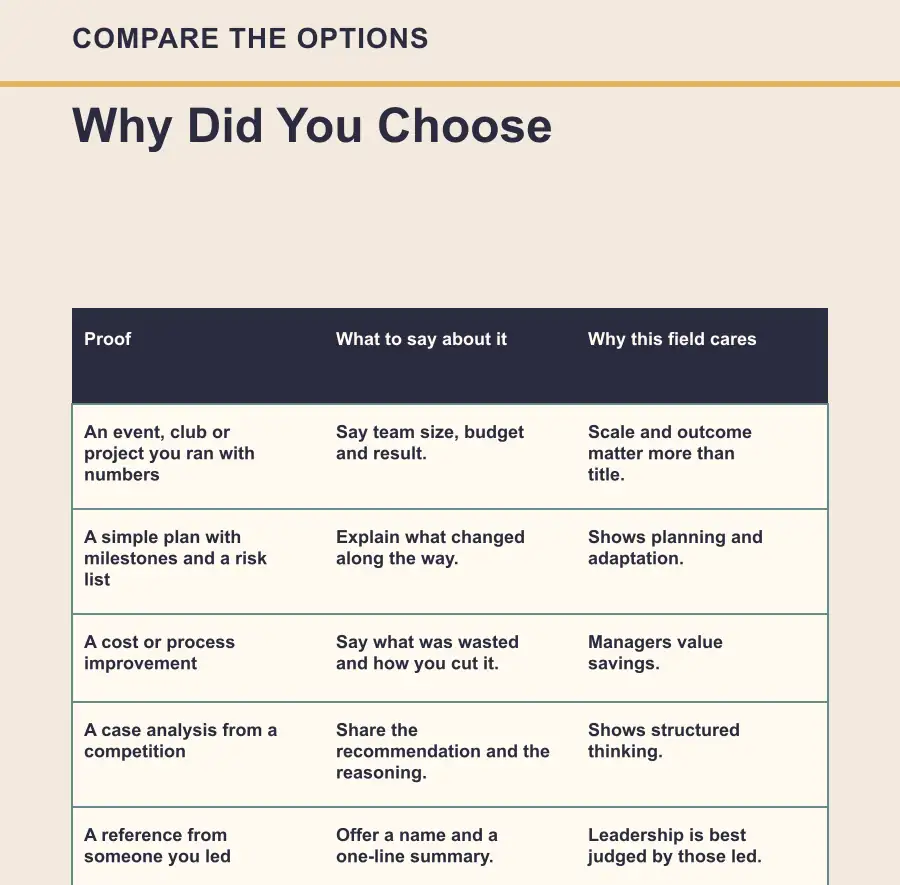 COMPARE THE OPTIONS
Why Did You Choose
Proof
What to say about it
Why this field cares
An event, club or
project you ran with
numbers
Say team size, budget
and result.
Scale and outcome
matter more than
title.
A simple plan with
milestones and a risk
list
Explain what changed
along the way.
Shows planning and
adaptation.
A cost or process
improvement
Say what was wasted
and how you cut it.
Managers value
savings.
A case analysis from a
competition
Share the
recommendation and the
reasoning.
Shows structured
thinking.
A reference from
someone you led
Offer a name and a
one-line summary.
Leadership is best
judged by those led.